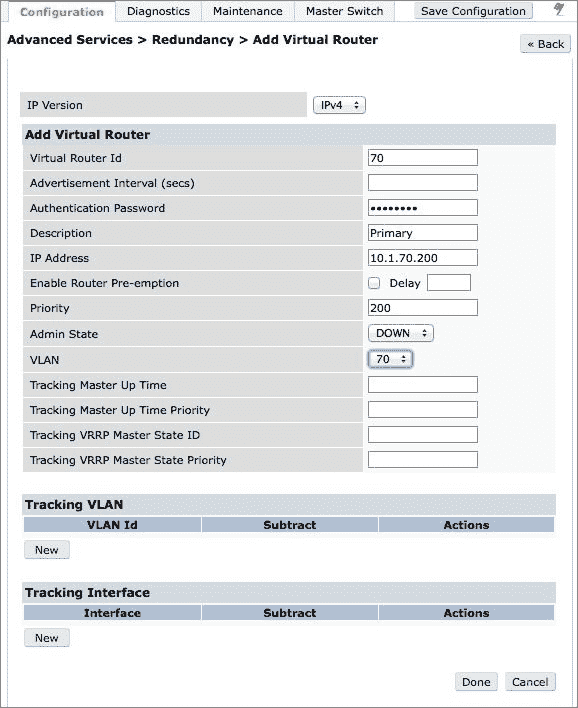 Configuration Diagnostics Maintenance Master Switch Save Configuration
Advanced Services > Redundancy > Add Virtual Router
« Back
IP Version IPv4
Add Virtual Router
Virtual Router Id 70
Advertisement Interval (secs)
Authentication Password ••••••••
Description Primary
IP Address 10.1.70.200
Enable Router Pre-emption Delay
Priority 200
Admin State DOWN
VLAN 70
Tracking Master Up Time
Tracking Master Up Time Priority
Tracking VRRP Master State ID
Tracking VRRP Master State Priority
Tracking VLAN
VLAN Id Subtract Actions
New
Tracking Interface
Interface Subtract Actions
New
Done Cancel